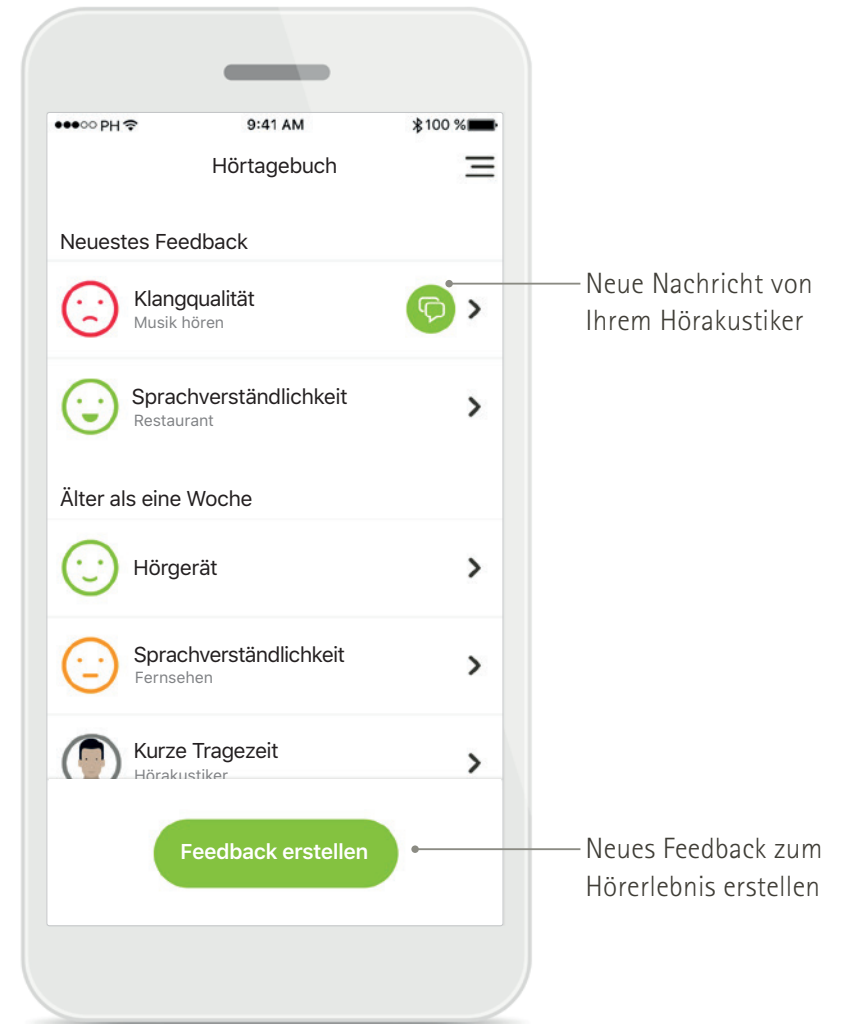 PH 9:41 AM 100 %
Hörtagebuch
Neuestes Feedback
Klangqualität
Musik hören
Neue Nachricht von
Ihrem Hörakustiker
Sprachverständlichkeit
Restaurant
Älter als eine Woche
Hörgerät
Sprachverständlichkeit
Fernsehen
Kurze Tragezeit
Hörakustiker
Feedback erstellen
Neues Feedback zum
Hörerlebnis erstellen